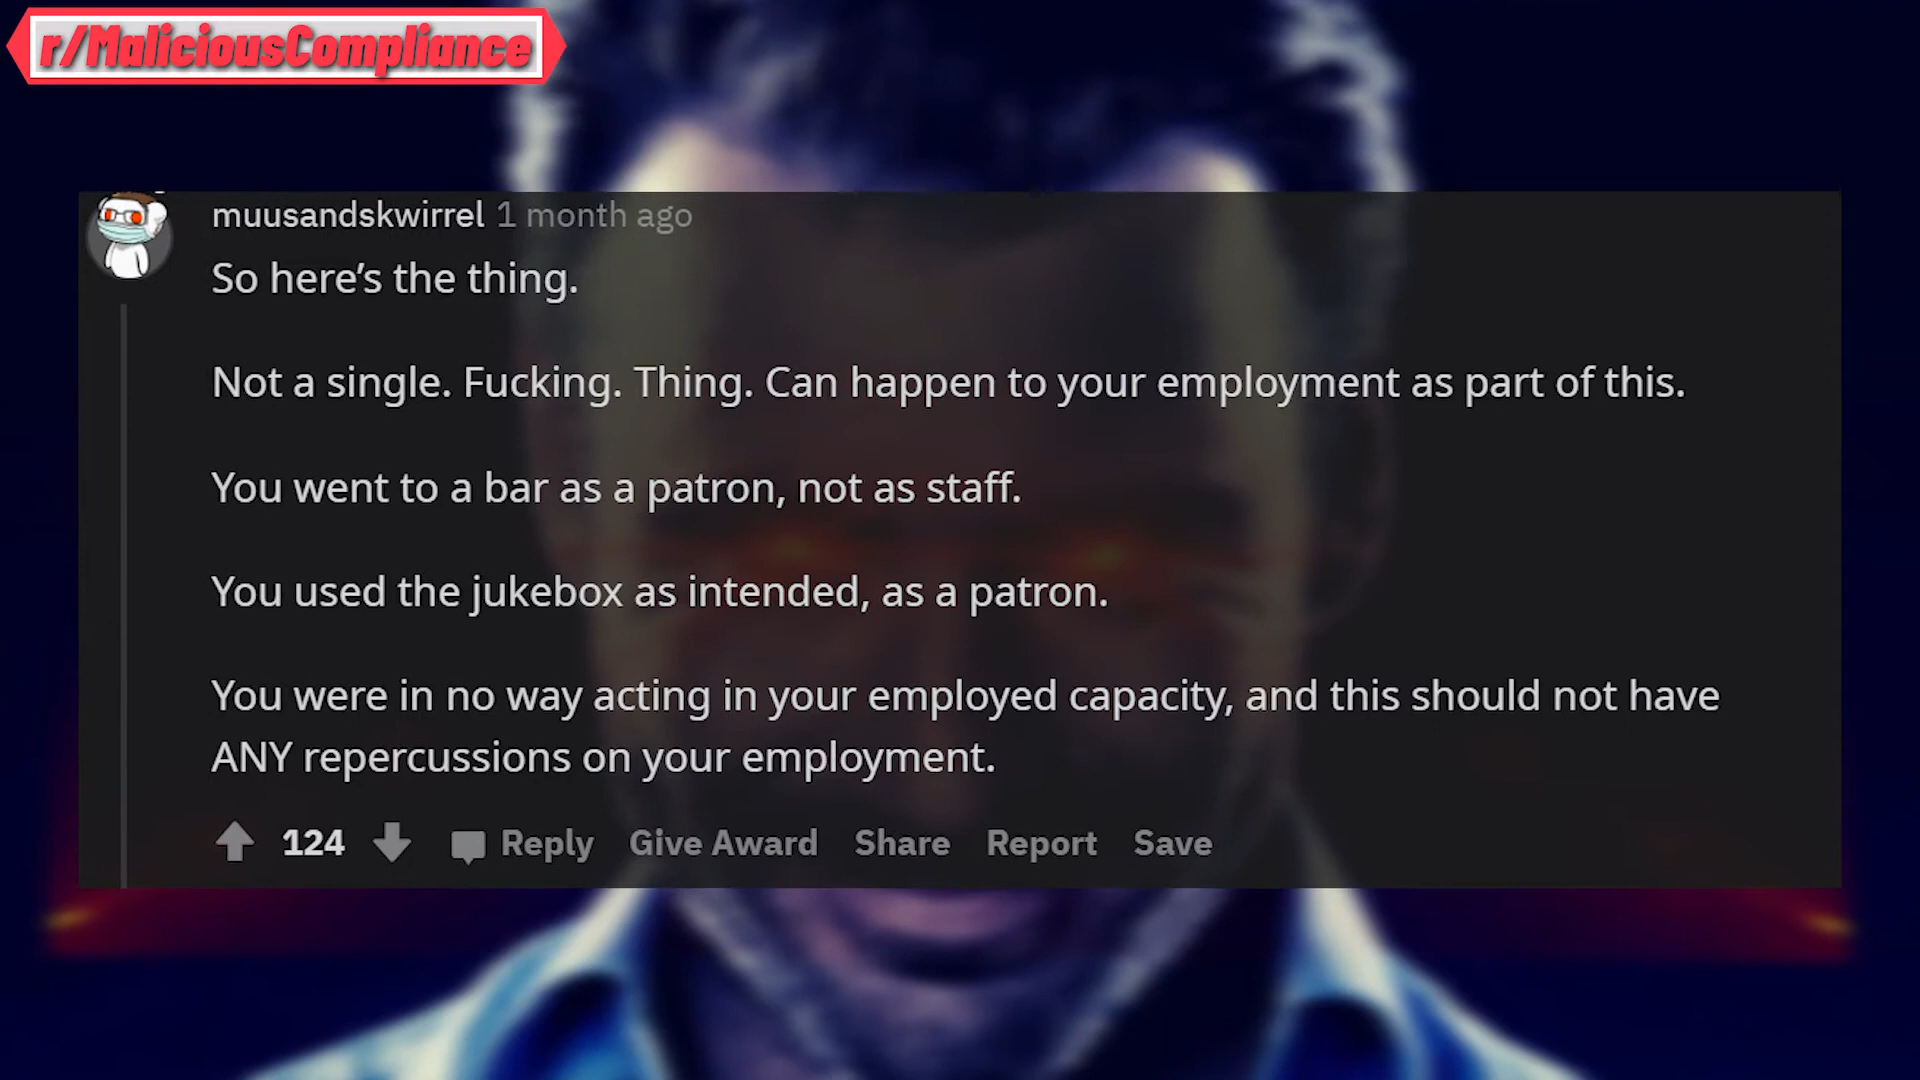 r/MaliciousCompliance
muusandskwirrel 1 month ago
So here’s the thing.
Not a single. Fucking. Thing. Can happen to your employment as part of this.
You went to a bar as a patron, not as staff.
You used the jukebox as intended, as a patron.
You were in no way acting in your employed capacity, and this should not have
ANY repercussions on your employment.
124 Reply Give Award Share Report Save